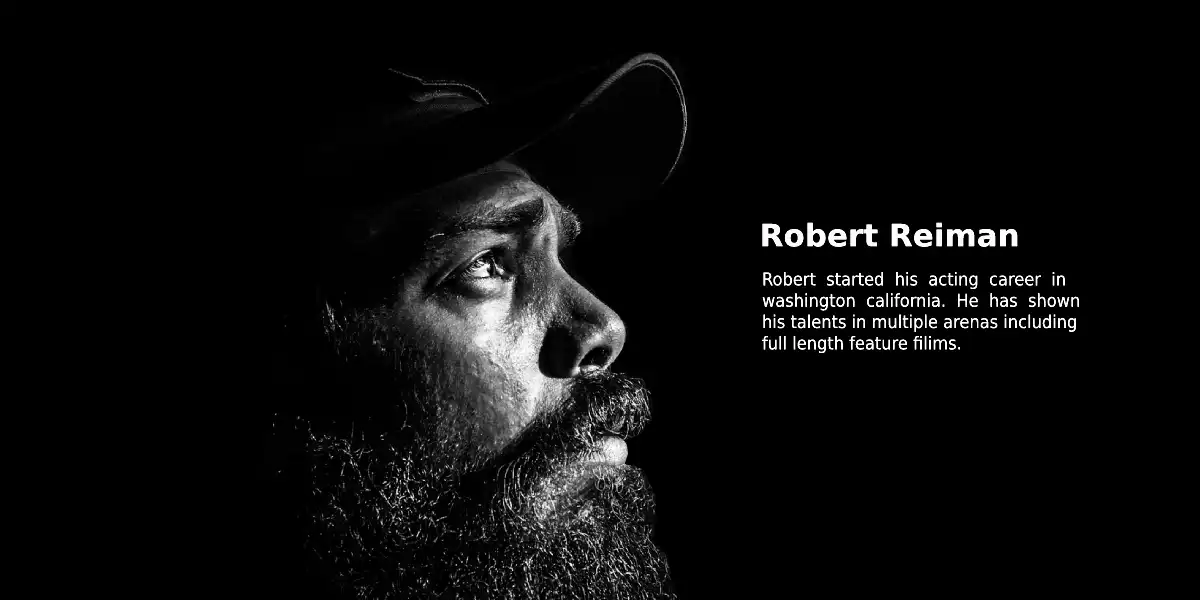 Robert Reiman
Robert started his acting career in
washington california. He has shown
his talents in multiple arenas including
full length feature filims.